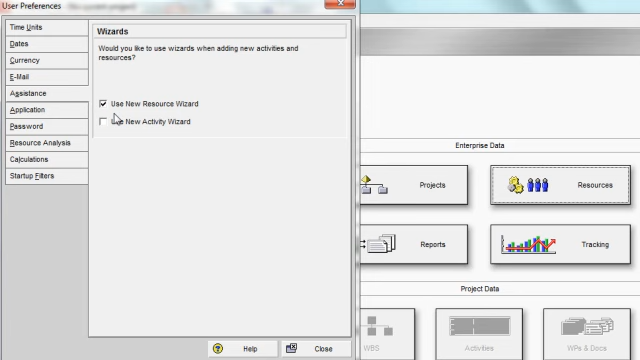 User Preferences
Time Units
Dates
Currency
E-Mail
Assistance
Application
Password
Resource Analysis
Calculations
Startup Filters
Wizards
Would you like to use wizards when adding new activities and
resources?
Use New Resource Wizard
Use New Activity Wizard
Help
Close
Enterprise Data
Projects
Resources
Reports
Tracking
Project Data
WBS
Activities
WPs & Docs